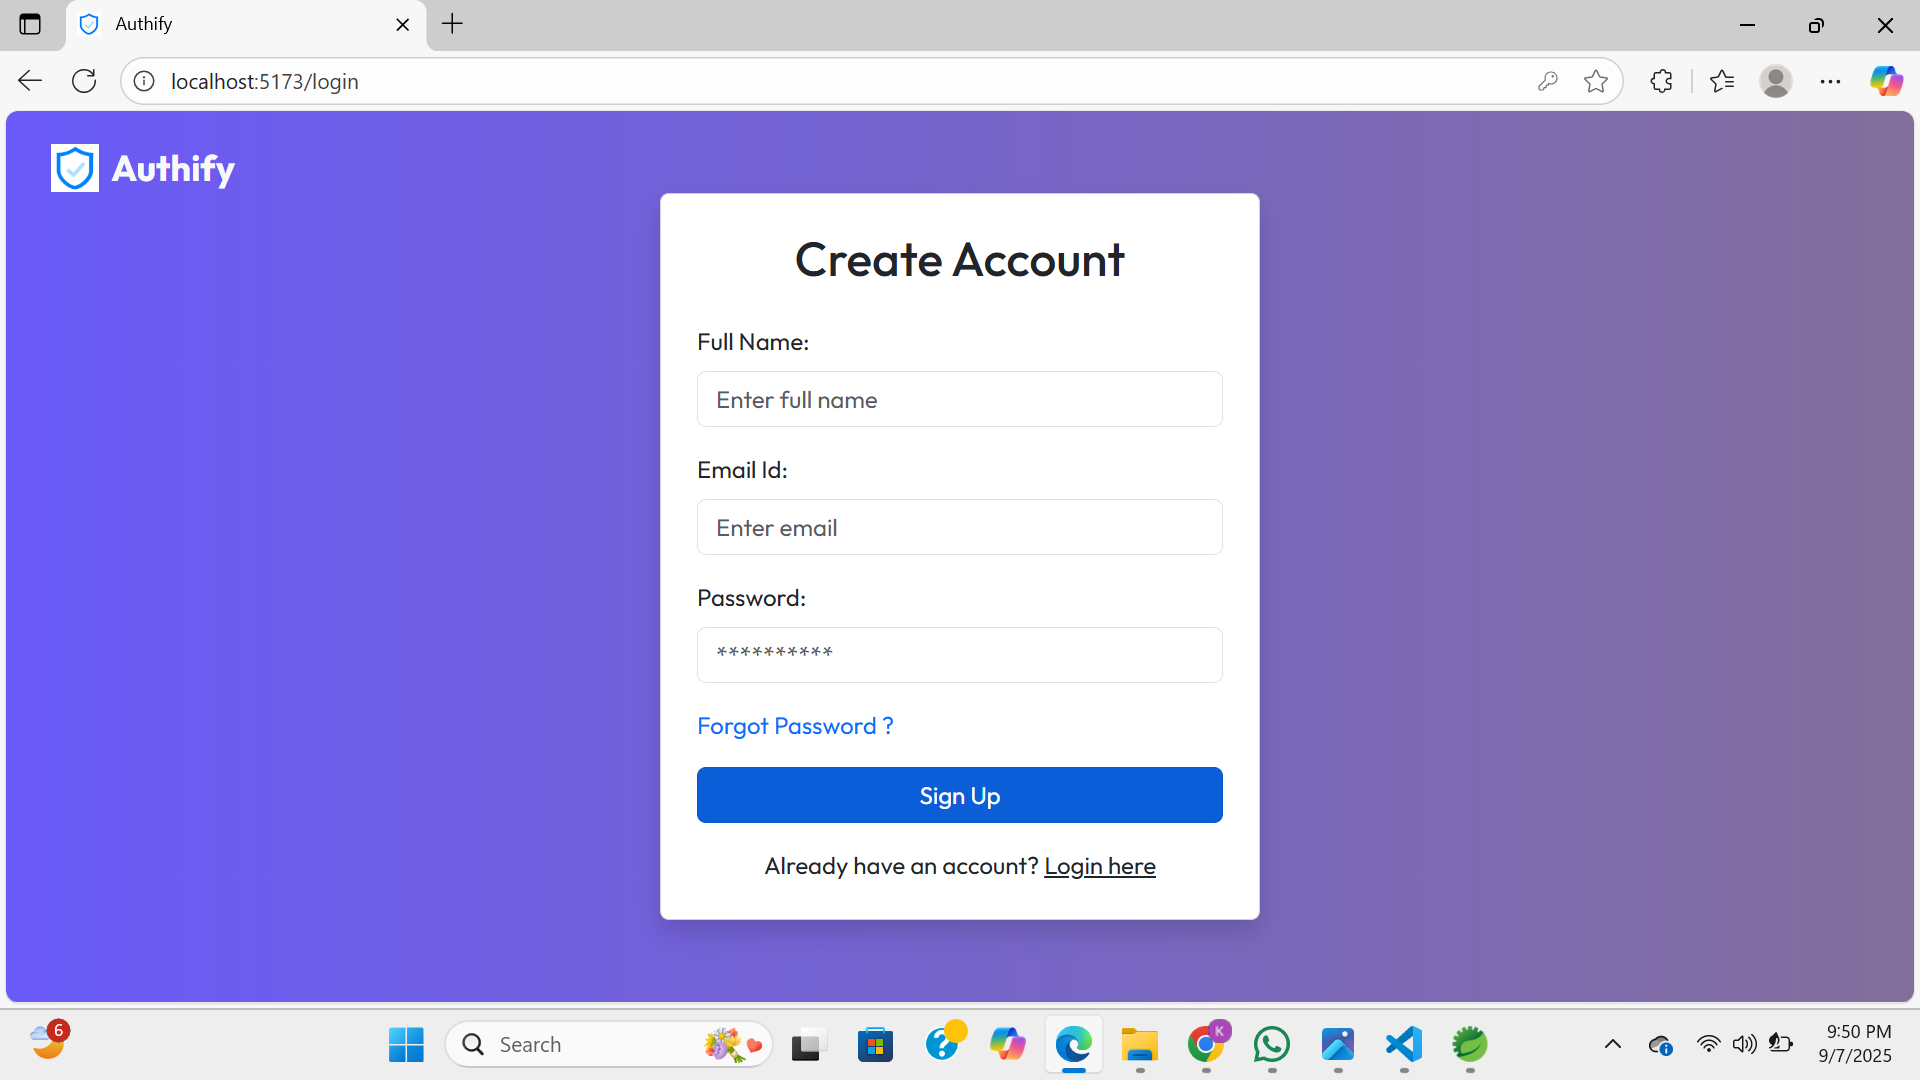 Authify
localhost:5173/login
Authify
Create Account
Full Name:
Enter full name
Email Id:
Enter email
Password:
**********
Forgot Password ?
Sign Up
Already have an account? Login here
6
Search
K
9:50 PM
9/7/2025